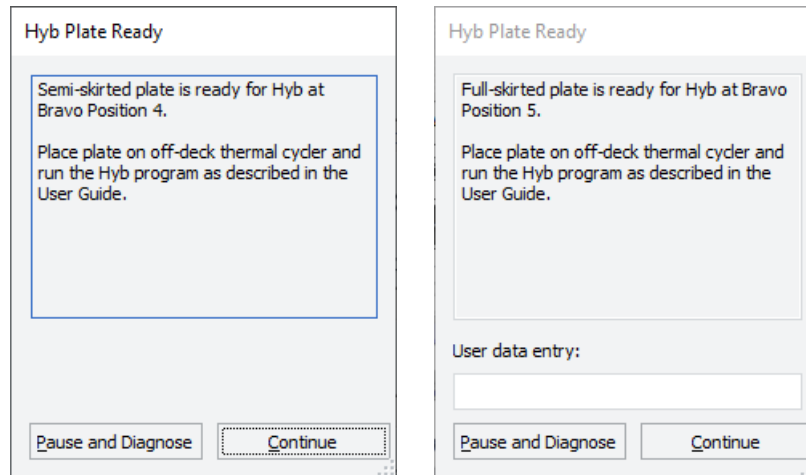 Hyb Plate Ready
Semi-skirted plate is ready for Hyb at
Bravo Position 4.
Place plate on off-deck thermal cycler and
run the Hyb program as described in the
User Guide.
Pause and Diagnose
Continue
Hyb Plate Ready
Full-skirted plate is ready for Hyb at Bravo
Position 5.
Place plate on off-deck thermal cycler and
run the Hyb program as described in the
User Guide.
User data entry:
Pause and Diagnose
Continue